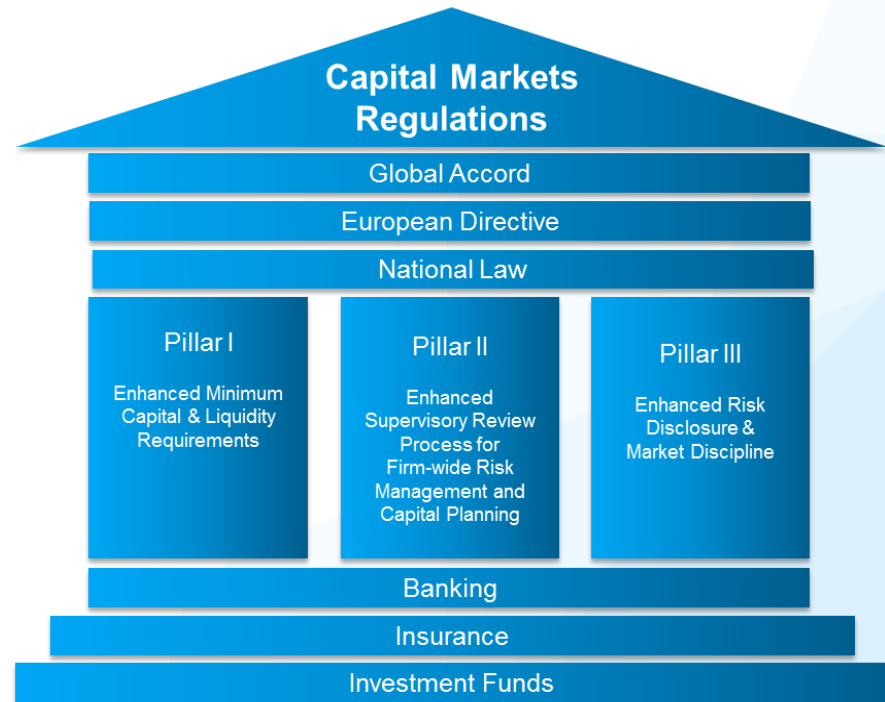 Capital Markets
Regulations
Global Accord
European Directive
National Law
Pillar I
Enhanced Minimum
Capital & Liquidity
Requirements
Pillar II
Enhanced
Supervisory Review
Process for
Firm-wide Risk
Management and
Capital Planning
Pillar III
Enhanced Risk
Disclosure &
Market Discipline
Banking
Insurance
Investment Funds